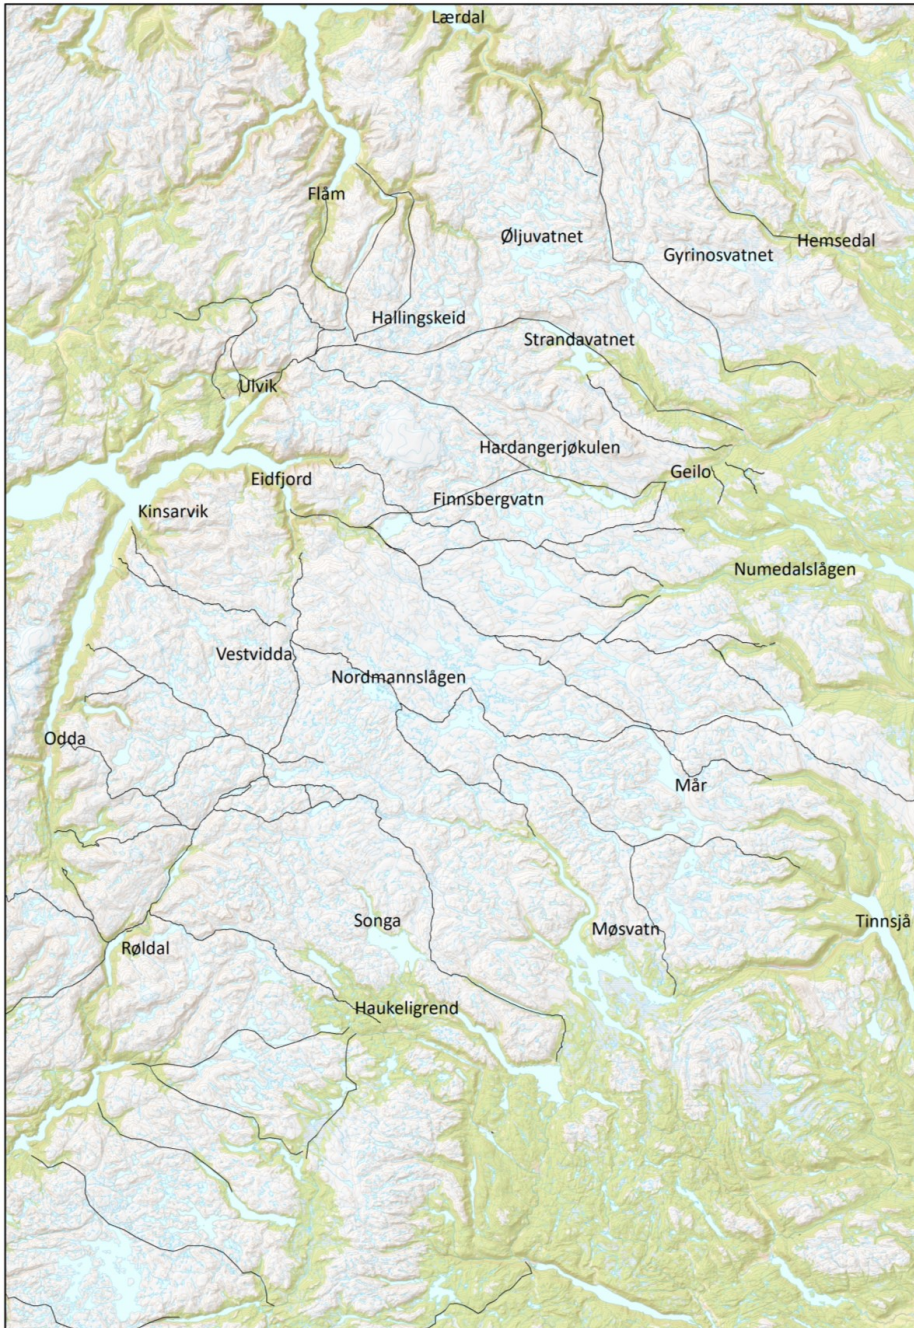 Lærdal
Flåm
Øljuvatnet
Hemsedal
Gyrinosvatnet
Hallingskeid
Strandavatnet
Ulvik
Hardangerjøkulen
Geilo
Eidfjord
Finnsbergvatn
Kinsarvik
Numedalslågen
Vestvidda
Nordmannslågen
Odda
Mår
Songa
Tinnsjå
Møsvatn
Røldal
Haukeligrend